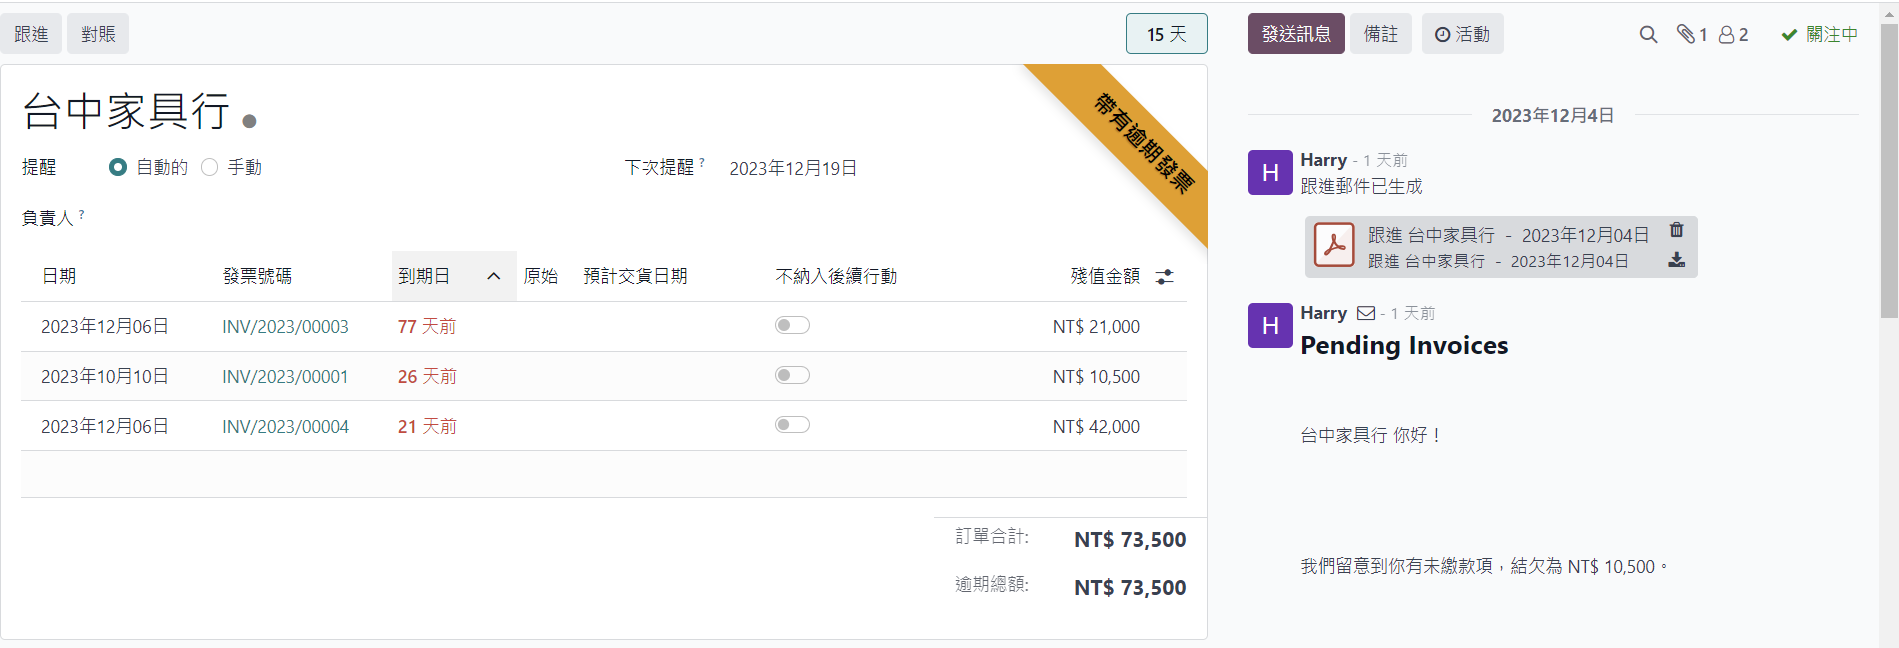 跟進 對賬 15 天
台中家具行
帶有逾期發票
提醒 自動的 手動 下次提醒 ? 2023年12月19日
負責人 ?
日期 發票號碼 到期日 原始 預計交貨日期 不納入後續行動 殘值金額
2023年12月06日 INV/2023/00003 77 天前 NT$ 21,000
2023年10月10日 INV/2023/00001 26 天前 NT$ 10,500
2023年12月06日 INV/2023/00004 21 天前 NT$ 42,000
訂單合計: NT$ 73,500
逾期總額: NT$ 73,500
發送訊息 備註 活動 1 2 關注中
2023年12月4日
H Harry - 1 天前
跟進郵件已生成
跟進 台中家具行 - 2023年12月04日
跟進 台中家具行 - 2023年12月04日
H Harry - 1 天前
Pending Invoices
台中家具行 你好！
我們留意到你有未繳款項，結欠為 NT$ 10,500。